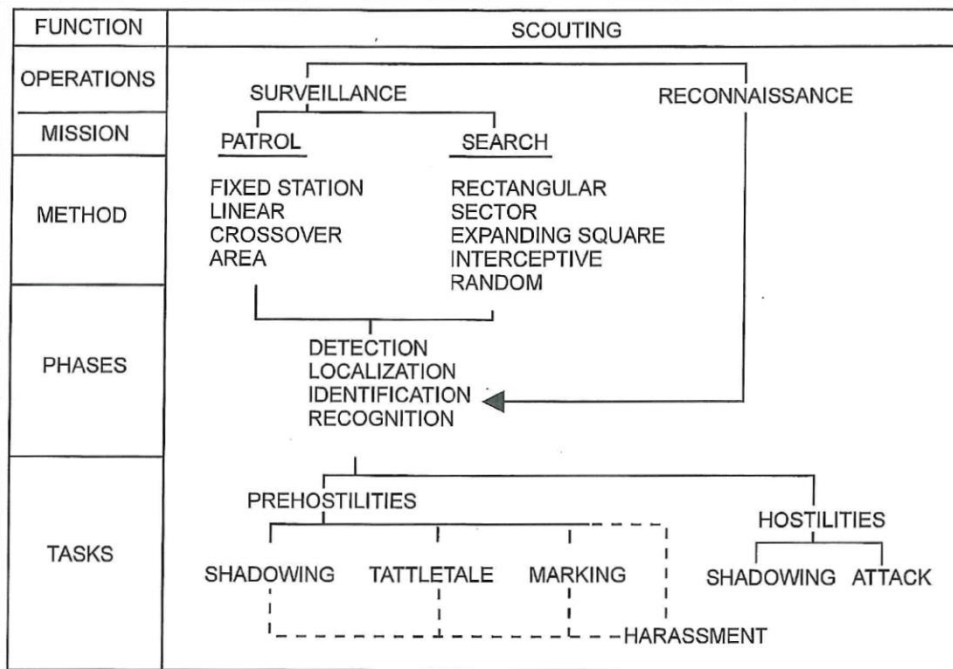 FUNCTION
SCOUTING
OPERATIONS
SURVEILLANCE
RECONNAISSANCE
MISSION
PATROL
SEARCH
METHOD
FIXED STATION
LINEAR
CROSSOVER
AREA
RECTANGULAR
SECTOR
EXPANDING SQUARE
INTERCEPTIVE
RANDOM
PHASES
DETECTION
LOCALIZATION
IDENTIFICATION
RECOGNITION
TASKS
PREHOSTILITIES
HOSTILITIES
SHADOWING
TATTLETALE
MARKING
SHADOWING
ATTACK
HARASSMENT